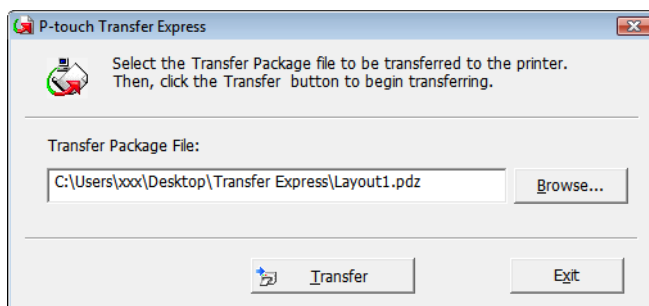 P-touch Transfer Express
Select the Transfer Package file to be transferred to the printer.
Then, click the Transfer button to begin transferring.
Transfer Package File:
C:\Users\xxx\Desktop\Transfer Express\Layout1.pdz
Browse...
Transfer
Exit